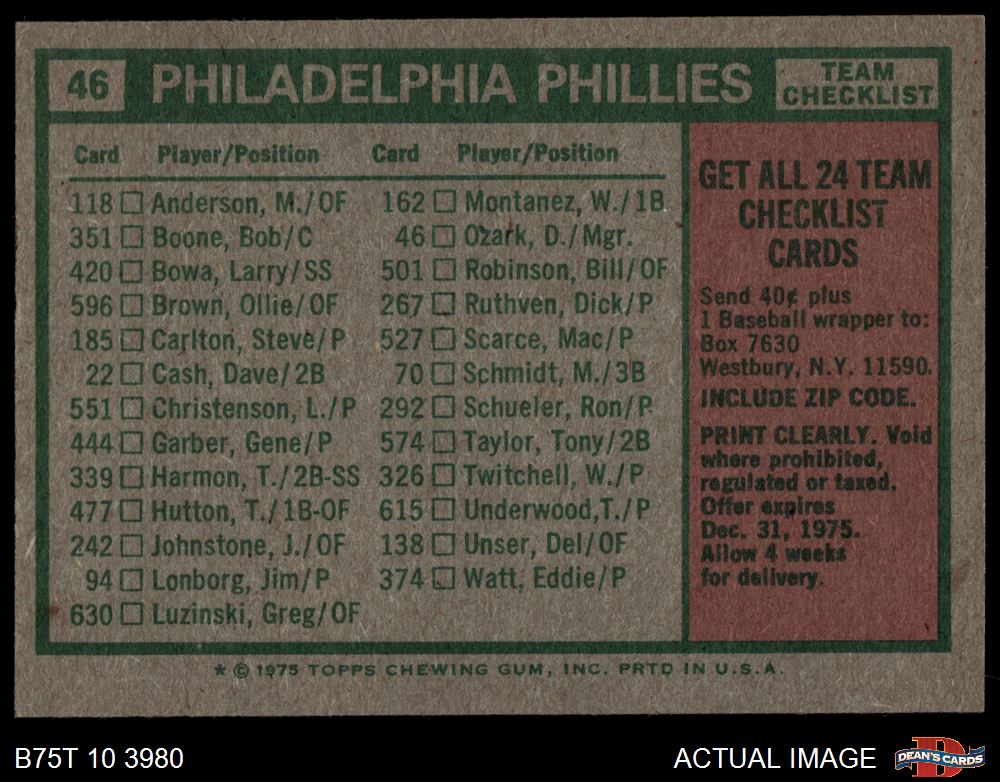 46 PHILADELPHIA PHILLIES TEAM CHECKLIST
Card Player/Position
118 Anderson, M./OF
351 Boone, Bob/C
420 Bowa, Larry/SS
596 Brown, Ollie/OF
185 Carlton, Steve/P
22 Cash, Dave/2B
551 Christenson, L./P
444 Garber, Gene/P
339 Harmon, T./2B-SS
477 Hutton, T./1B-OF
242 Johnstone, J./OF
94 Lonborg, Jim/P
630 Luzinski, Greg/OF
Card Player/Position
162 Montanez, W./1B
46 Ozark, D./Mgr.
501 Robinson, Bill/OF
267 Ruthven, Dick/P
527 Scarce, Mac/P
70 Schmidt, M./3B
292 Schueler, Ron/P
574 Taylor, Tony/2B
326 Twitchell, W./P
615 Underwood,T./P
138 Unser, Del/OF
374 Watt, Eddie/P
GET ALL 24 TEAM
CHECKLIST
CARDS
Send 40¢ plus
1 Baseball wrapper to:
Box 7630
Westbury, N.Y. 11590.
INCLUDE ZIP CODE.
PRINT CLEARLY. Void
where prohibited,
regulated or taxed.
Offer expires
Dec. 31, 1975.
Allow 4 weeks
for delivery.
* © 1975 TOPPS CHEWING GUM, INC. PRTD IN U.S.A.
B75T 10 3980
ACTUAL IMAGE
DEAN'S CARDS